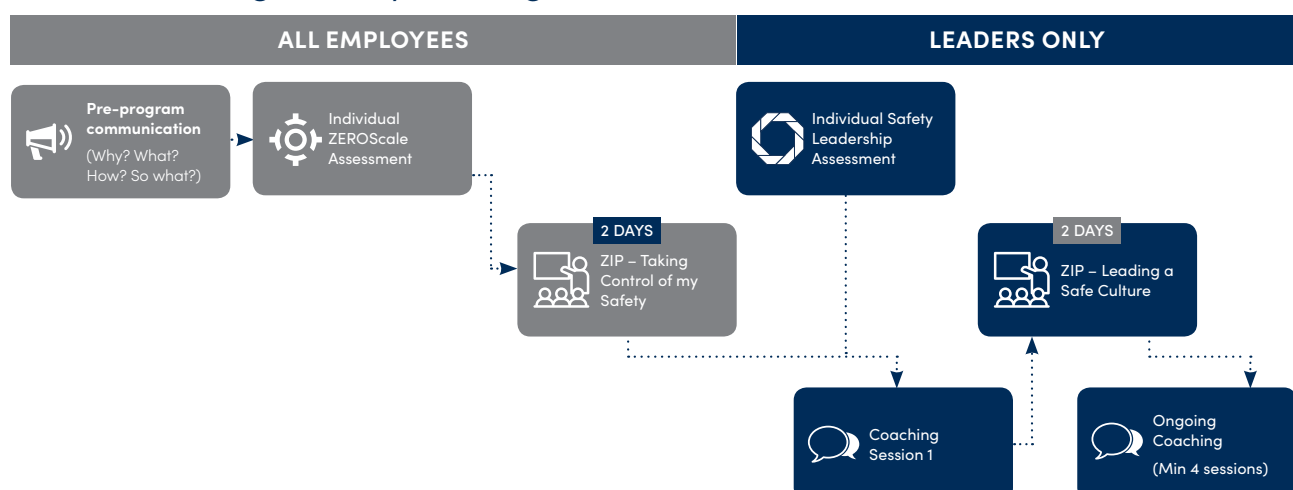 ALL EMPLOYEES
LEADERS ONLY
Pre-program
communication
(Why? What?
How? So what?)
Individual
ZEROScale
Assessment
Individual Safety
Leadership
Assessment
2 DAYS
ZIP – Taking
Control of my
Safety
2 DAYS
ZIP – Leading a
Safe Culture
Coaching
Session 1
Ongoing
Coaching
(Min 4 sessions)